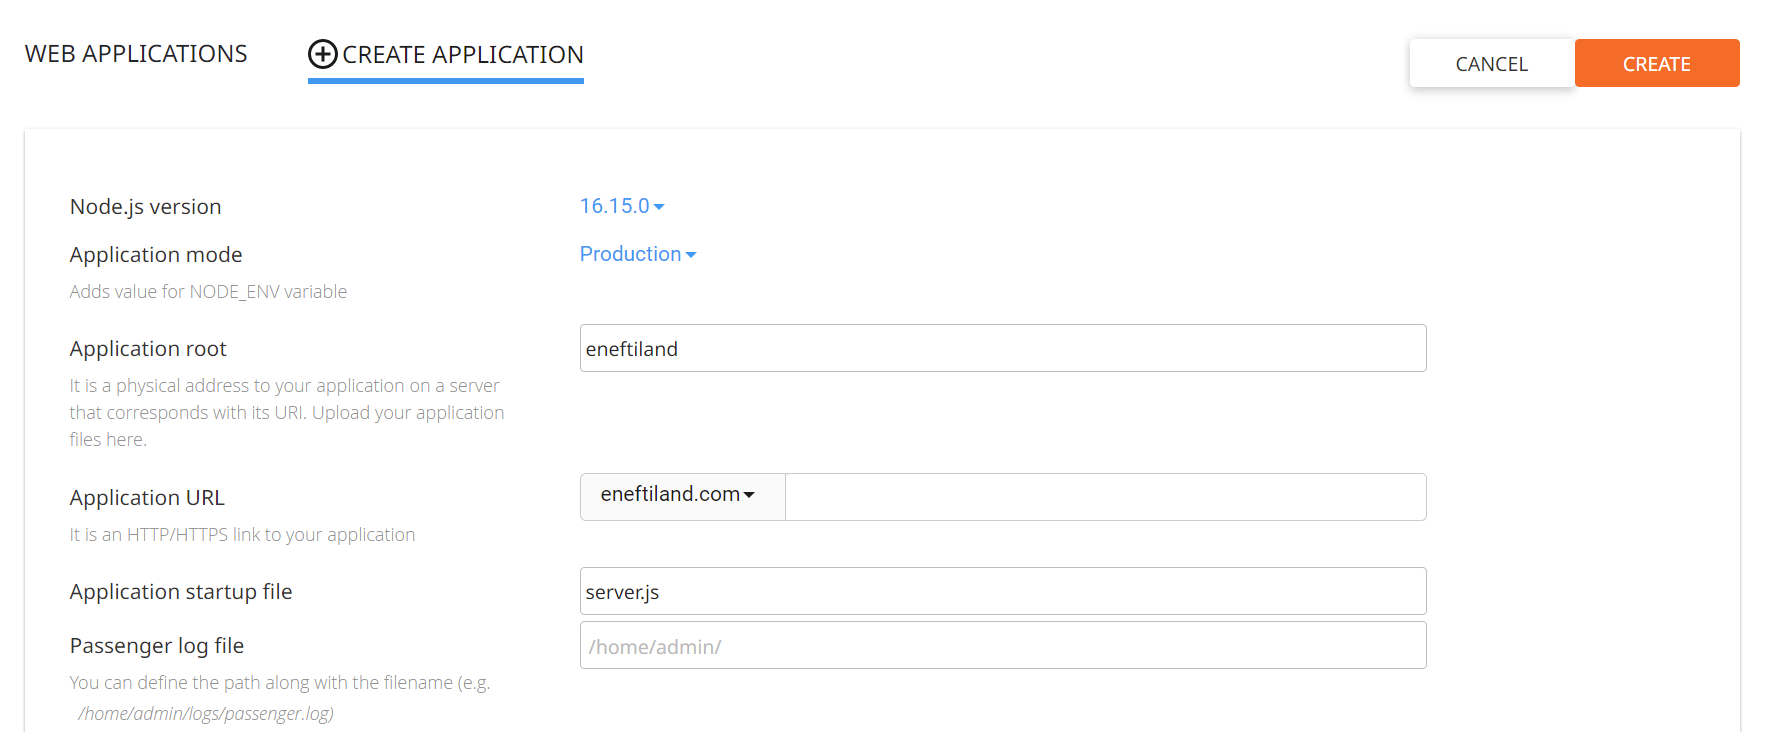 WEB APPLICATIONS
CREATE APPLICATION
CANCEL
CREATE
Node.js version
16.15.0
Application mode
Production
Adds value for NODE_ENV variable
Application root
eneftiland
It is a physical address to your application on a server
that corresponds with its URI. Upload your application
files here.
Application URL
eneftiland.com
It is an HTTP/HTTPS link to your application
Application startup file
server.js
Passenger log file
/home/admin/
You can define the path along with the filename (e.g.
/home/admin/logs/passenger.log)